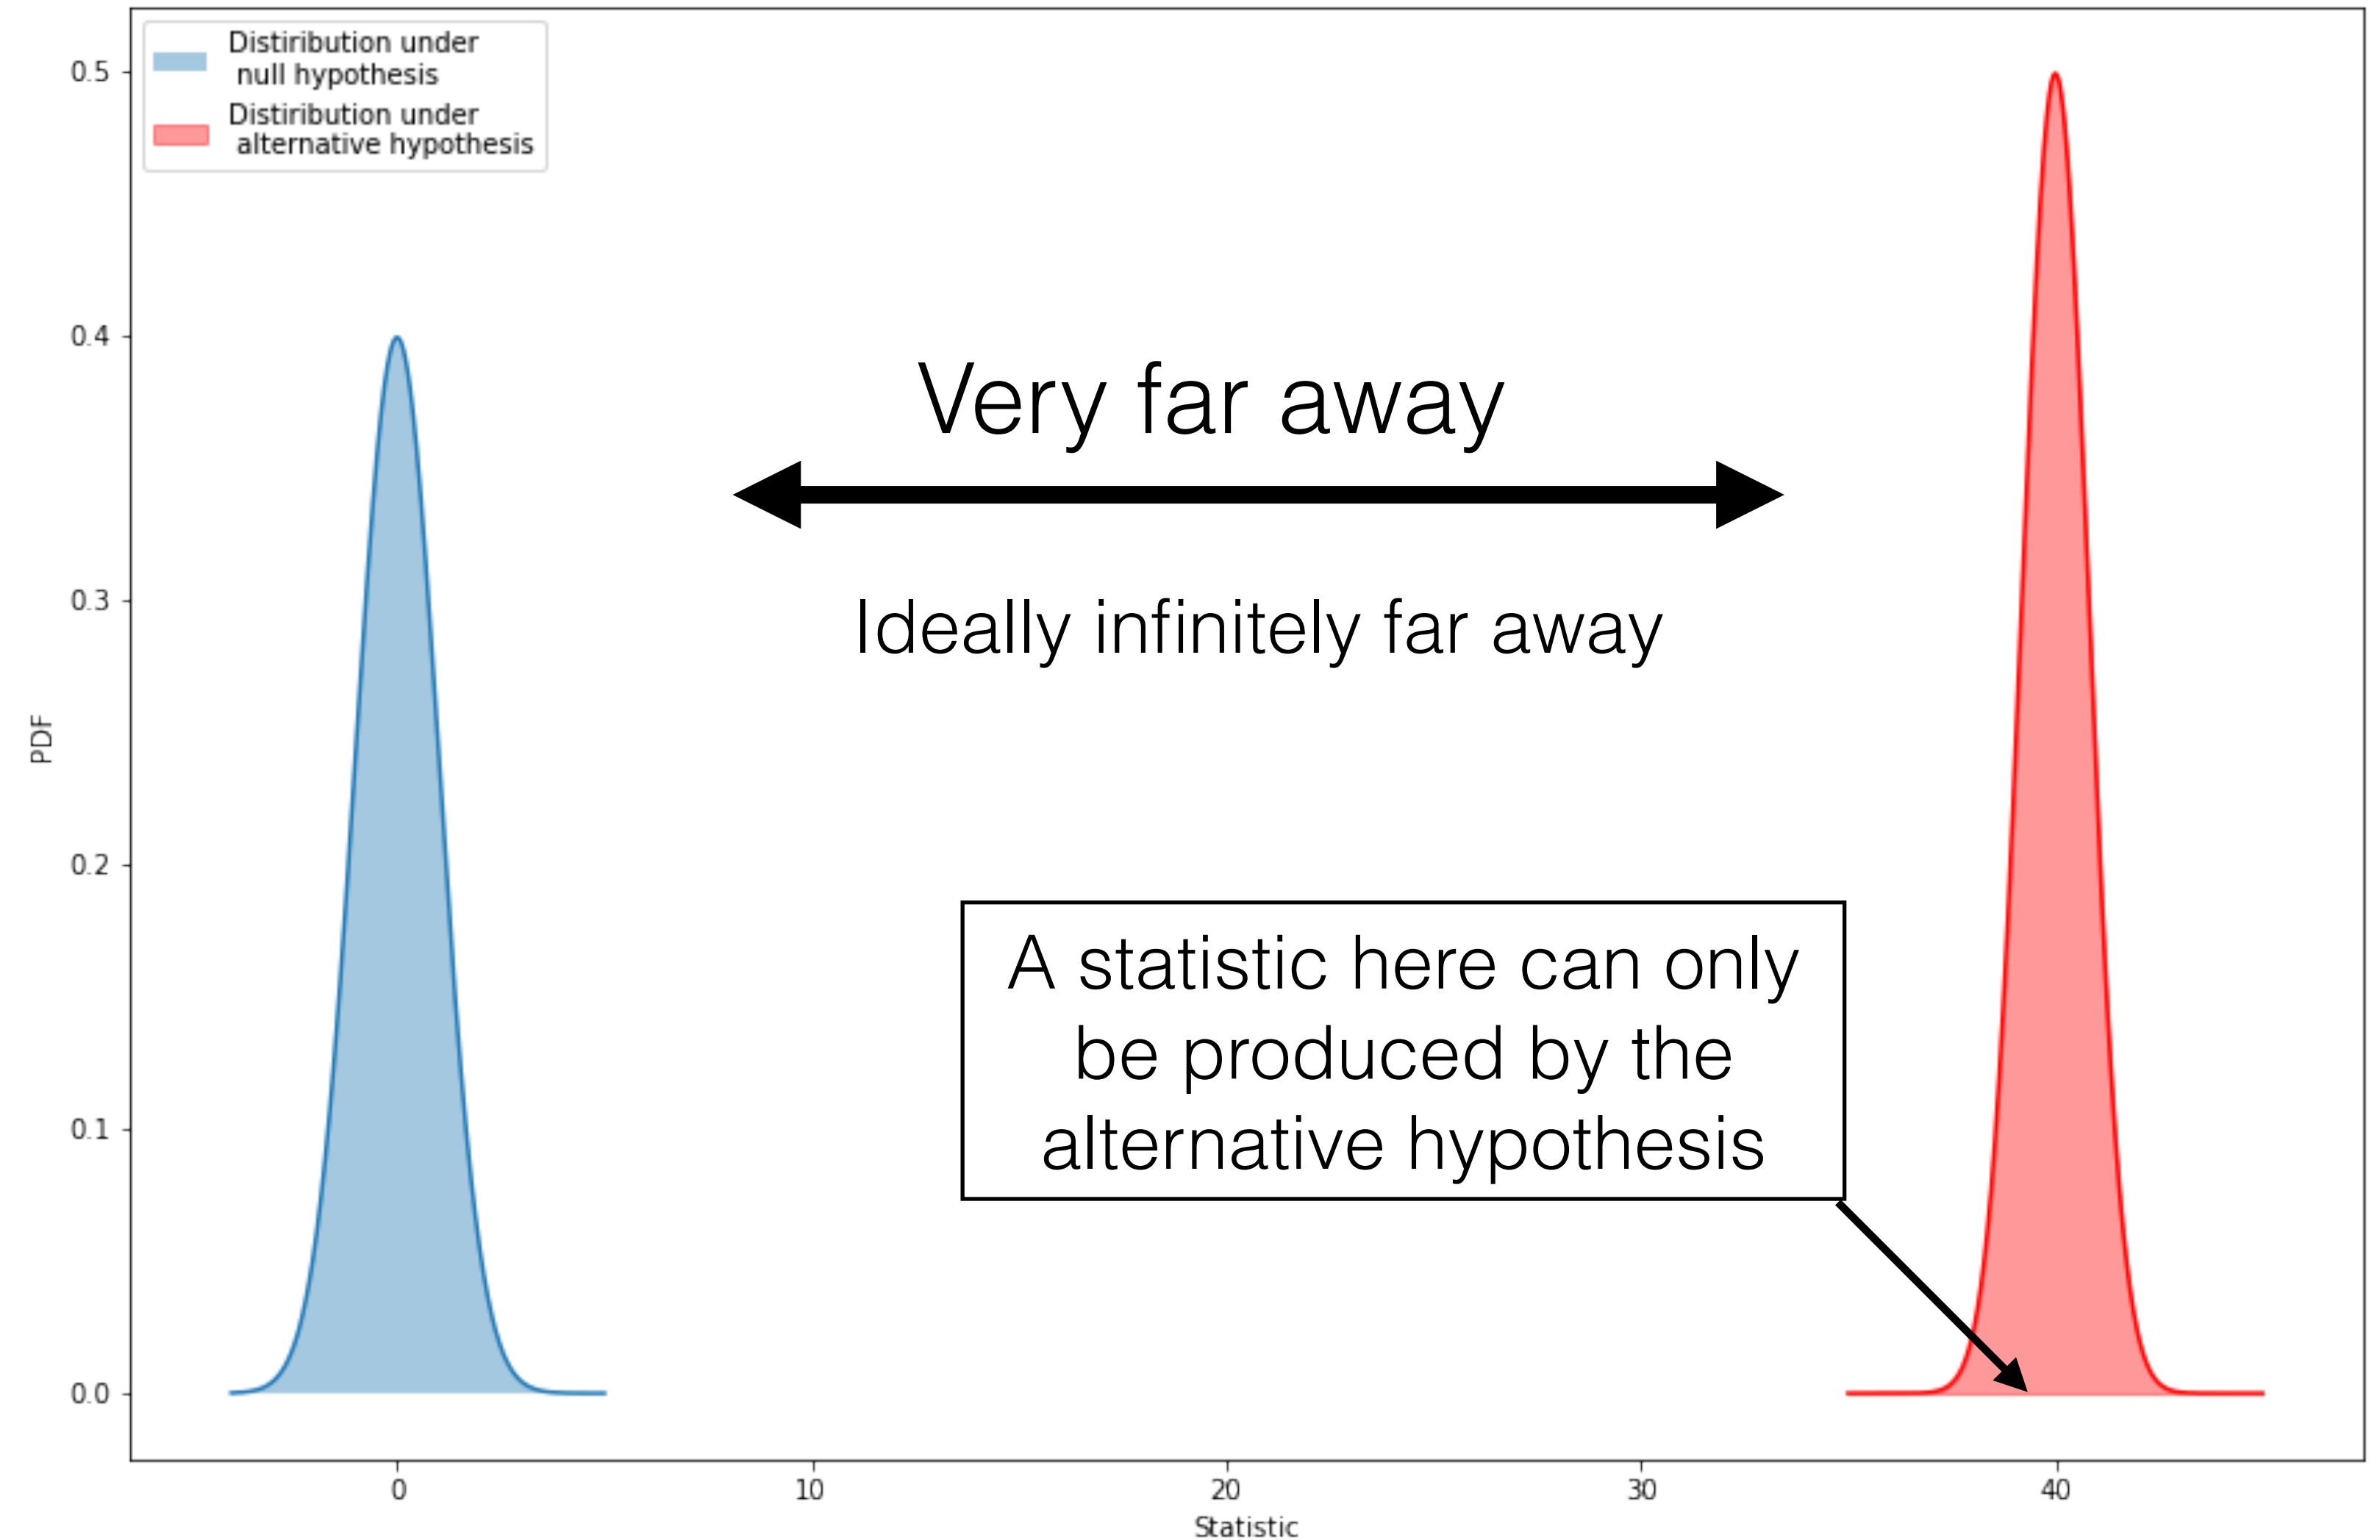 Distiribution under
null hypothesis
Distiribution under
alternative hypothesis
0.5
0.4
0.3
0.2
0.1
0.0
PDF
Very far away
Ideally infinitely far away
A statistic here can only
be produced by the
alternative hypothesis
0
10
20
30
40
Statistic